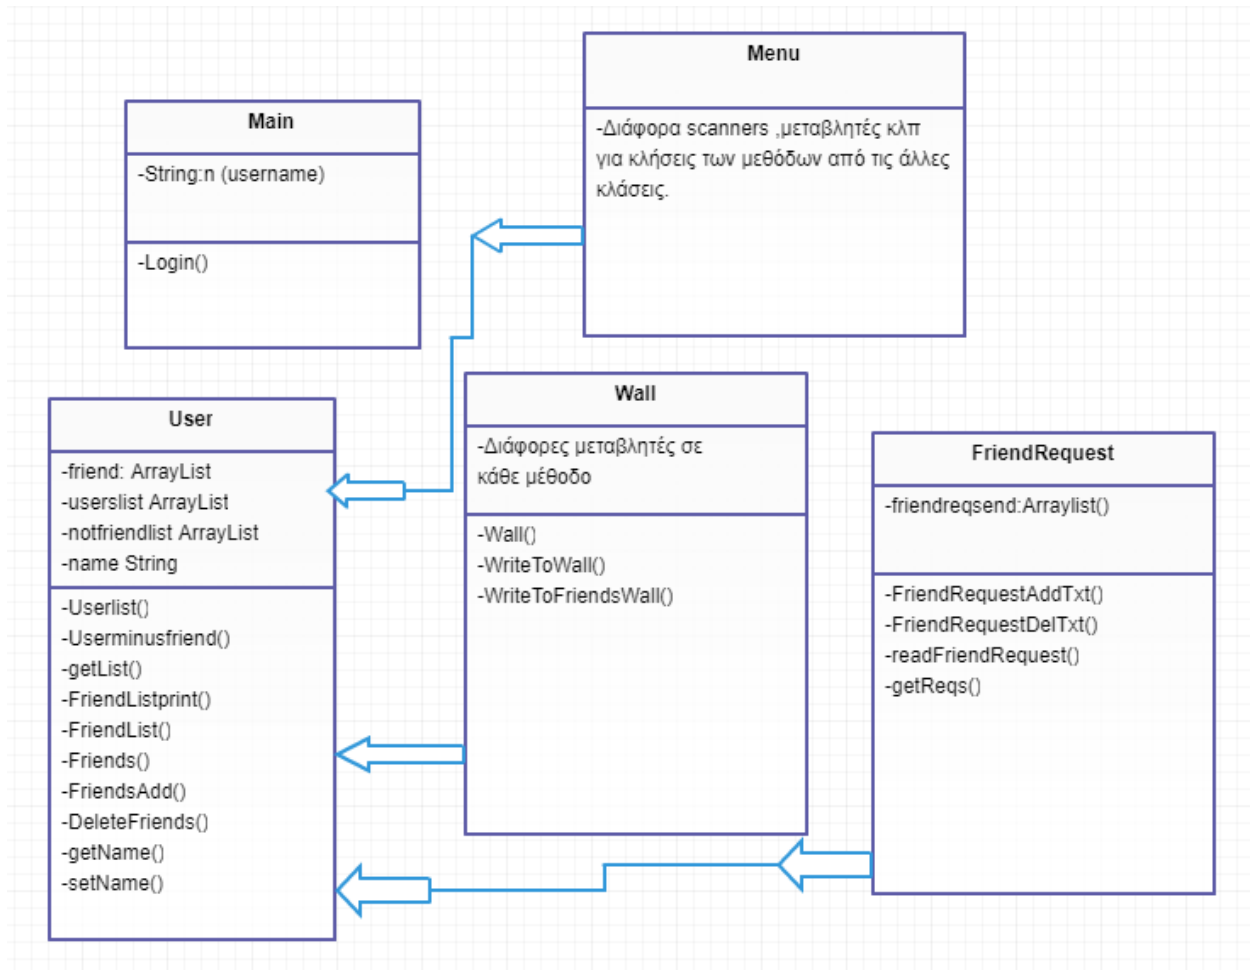 Main
-String:n (username)
-Login()
Menu
-Διάφορα scanners ,μεταβλητές κλπ
για κλήσεις των μεθόδων από τις άλλες
κλάσεις.
User
-friend: ArrayList
-userslist ArrayList
-notfriendlist ArrayList
-name String
-Userlist()
-Userminusfriend()
-getList()
-FriendListprint()
-FriendList()
-Friends()
-FriendsAdd()
-DeleteFriends()
-getName()
-setName()
Wall
-Διάφορες μεταβλητές σε
κάθε μέθοδο
-Wall()
-WriteToWall()
-WriteToFriendsWall()
FriendRequest
-friendreqsend:Arraylist()
-FriendRequestAddTxt()
-FriendRequestDelTxt()
-readFriendRequest()
-getReqs()